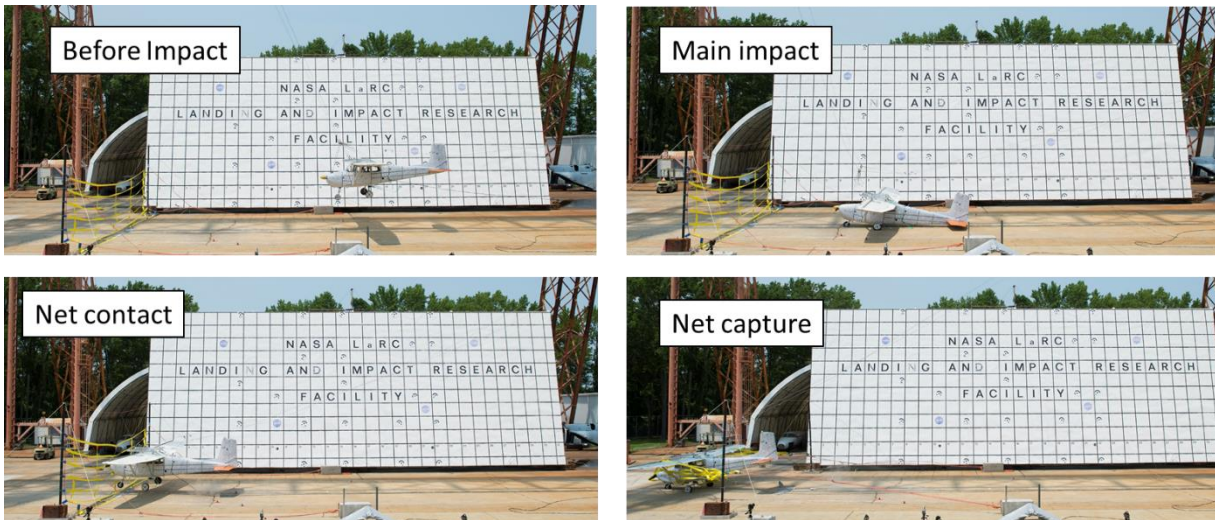 Before Impact
NASA LaRC
LANDING AND IMPACT RESEARCH
FACILITY
Main impact
NASA LaRC
LANDING AND IMPACT RESEARCH
FACILITY
Net contact
NASA LaRC
LANDING AND IMPACT RESEARCH
FACILITY
Net capture
NASA LaRC
LANDING AND IMPACT RESEARCH
FACILITY